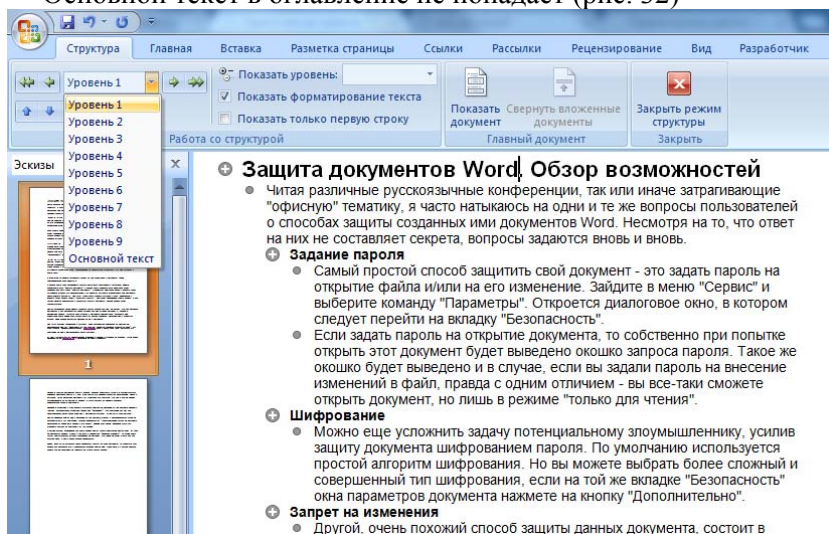 Основной текст в оглавление не попадает (рис. 32)
Структура Главная Вставка Разметка страницы Ссылки Рассылки Рецензирование Вид Разработчик
Уровень 1
Показать уровень:
Показать форматирование текста
Показать только первую строку
Работа со структурой
Показать документ
Свернуть вложенные документы
Главный документ
Закрыть режим структуры
Закрыть
Уровень 1
Уровень 2
Уровень 3
Уровень 4
Уровень 5
Уровень 6
Уровень 7
Уровень 8
Уровень 9
Основной текст
Эскизы
1
Защита документов Word. Обзор возможностей
Читая различные русскоязычные конференции, так или иначе затрагивающие
"офисную" тематику, я часто натыкаюсь на одни и те же вопросы пользователей
о способах защиты созданных ими документов Word. Несмотря на то, что ответ
на них не составляет секрета, вопросы задаются вновь и вновь.
Задание пароля
Самый простой способ защитить свой документ - это задать пароль на
открытие файла и/или на его изменение. Зайдите в меню "Сервис" и
выберите команду "Параметры". Откроется диалоговое окно, в котором
следует перейти на вкладку "Безопасность".
Если задать пароль на открытие документа, то собственно при попытке
открыть этот документ будет выведено окошко запроса пароля. Такое же
окошко будет выведено и в случае, если вы задали пароль на внесение
изменений в файл, правда с одним отличием - вы все-таки сможете
открыть документ, но лишь в режиме "только для чтения".
Шифрование
Можно еще усложнить задачу потенциальному злоумышленнику, усилив
защиту документа шифрованием пароля. По умолчанию используется
простой алгоритм шифрования. Но вы можете выбрать более сложный и
совершенный тип шифрования, если на той же вкладке "Безопасность"
окна параметров документа нажмете на кнопку "Дополнительно".
Запрет на изменения
Другой, очень похожий способ защиты данных документа, состоит в